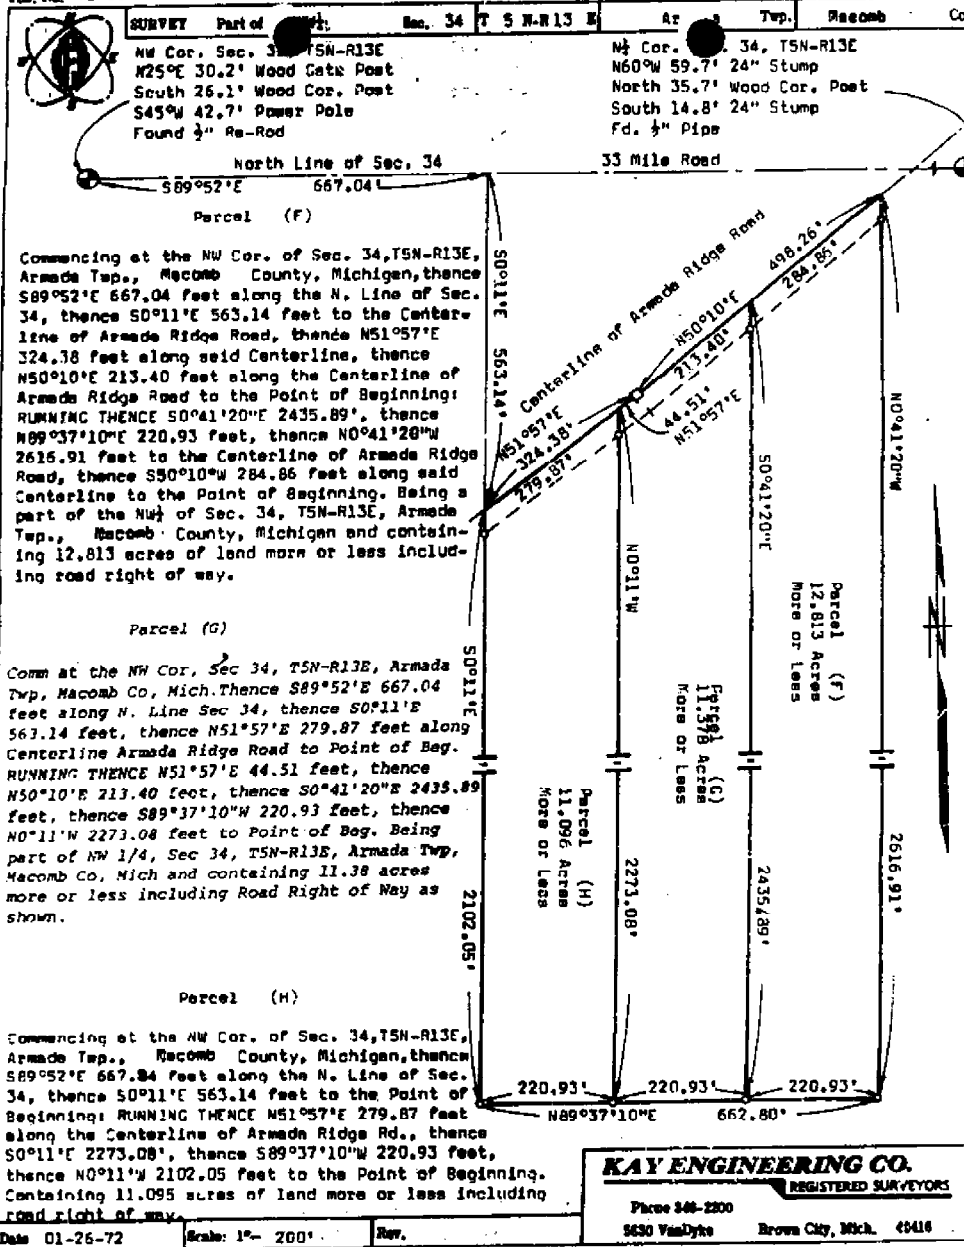 SURVEY Part of Sec. 34 T 5 N-R 13 E Twp. Macomb Co
NW Cor. Sec. T5N-R13E
N25°E 30.2' Wood Gate Post
South 26.1' Wood Cor. Post
S45°W 42.7' Power Pole
Found ½" Re-Rod
N¼ Cor. 34, T5N-R13E
N60°W 59.7' 24" Stump
North 35.7' Wood Cor. Post
South 14.8' 24" Stump
Fd. ½" Pipe
North Line of Sec. 34
33 Mile Road
S89°52'E 667.04'
Parcel (F)
Commencing at the NW Cor. of Sec. 34,T5N-R13E,
Armada Twp., Macomb County, Michigan,thence
S89°52'E 667.04 feet along the N. Line of Sec.
34, thence S0°11'E 563.14 feet to the Center-
line of Armada Ridge Road, thence N51°57'E
324.38 feet along said Centerline, thence
N50°10'E 213.40 feet along the Centerline of
Armada Ridge Road to the Point of Beginning:
RUNNING THENCE S0°41'20"E 2435.89', thence
N89°37'10"E 220.93 feet, thence N0°41'20"W
2616.91 feet to the Centerline of Armada Ridge
Road, thence S50°10'W 284.86 feet along said
Centerline to the Point of Beginning. Being a
part of the NW¼ of Sec. 34, T5N-R13E, Armada
Twp., Macomb County, Michigan and contain-
ing 12.813 acres of land more or less includ-
ing road right of way.
Parcel (G)
Comm at the NW Cor, Sec 34, T5N-R13E, Armada
Twp, Macomb Co, Mich.Thence S89°52'E 667.04
feet along N. Line Sec 34, thence S0°11'E
563.14 feet, thence N51°57'E 279.87 feet along
Centerline Armada Ridge Road to Point of Beg.
RUNNING THENCE N51°57'E 44.51 feet, thence
N50°10'E 213.40 feet, thence S0°41'20"E 2435.89
feet, thence S89°37'10"W 220.93 feet, thence
N0°11'W 2273.08 feet to Point of Beg. Being
part of NW 1/4, Sec 34, T5N-R13E, Armada Twp,
Macomb Co, Mich and containing 11.38 acres
more or less including Road Right of Way as
shown.
Parcel (H)
Commencing at the NW Cor. of Sec. 34,T5N-R13E,
Armada Twp., Macomb County, Michigan,thence
S89°52'E 667.04 feet along the N. Line of Sec.
34, thence S0°11'E 563.14 feet to the Point of
Beginning: RUNNING THENCE N51°57'E 279.87 feet
along the Centerline of Armada Ridge Rd., thence
S0°11'E 2273.08', thence S89°37'10"W 220.93 feet,
thence N0°11'W 2102.05 feet to the Point of Beginning.
Containing 11.095 acres of land more or less including
road right of way.
Centerline of Armada Ridge Road
S0°11'E
563.14'
N51°57'E
324.38'
279.87'
N50°10'E
213.40'
44.51'
N51°57'E
498.26'
284.86'
N0°41'20"W
2616.91'
S0°41'20"E
2435.89'
N0°11'W
2273.08'
S0°11'E
2102.05'
Parcel (F)
12.813 Acres
More or Less
Parcel (G)
11.378 Acres
More or Less
Parcel (H)
11.096 Acres
More or Less
220.93' 220.93' 220.93'
N89°37'10"E 662.80'
KAY ENGINEERING CO.
REGISTERED SURVEYORS
Phone 346-2200
5630 VanDyke Brown City, Mich. 48416
Date 01-26-72 Scale: 1"= 200' Rev.